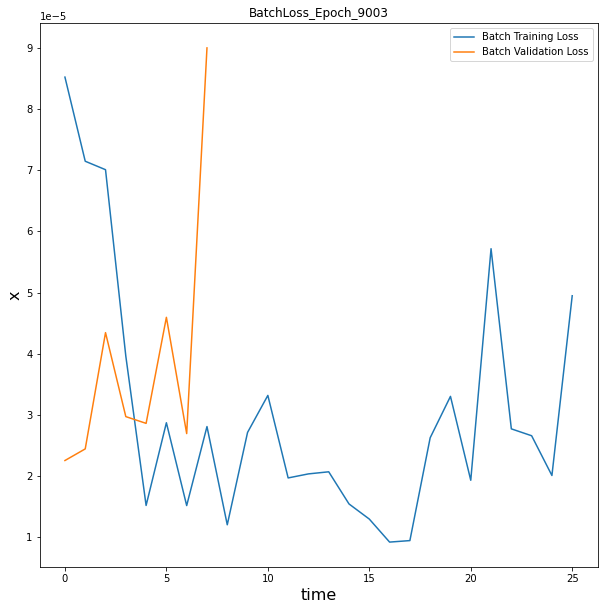 BatchLoss_Epoch_9003
1e−5
Batch Training Loss
Batch Validation Loss
9
8
7
6
5
4
3
2
1
x
0 5 10 15 20 25
time